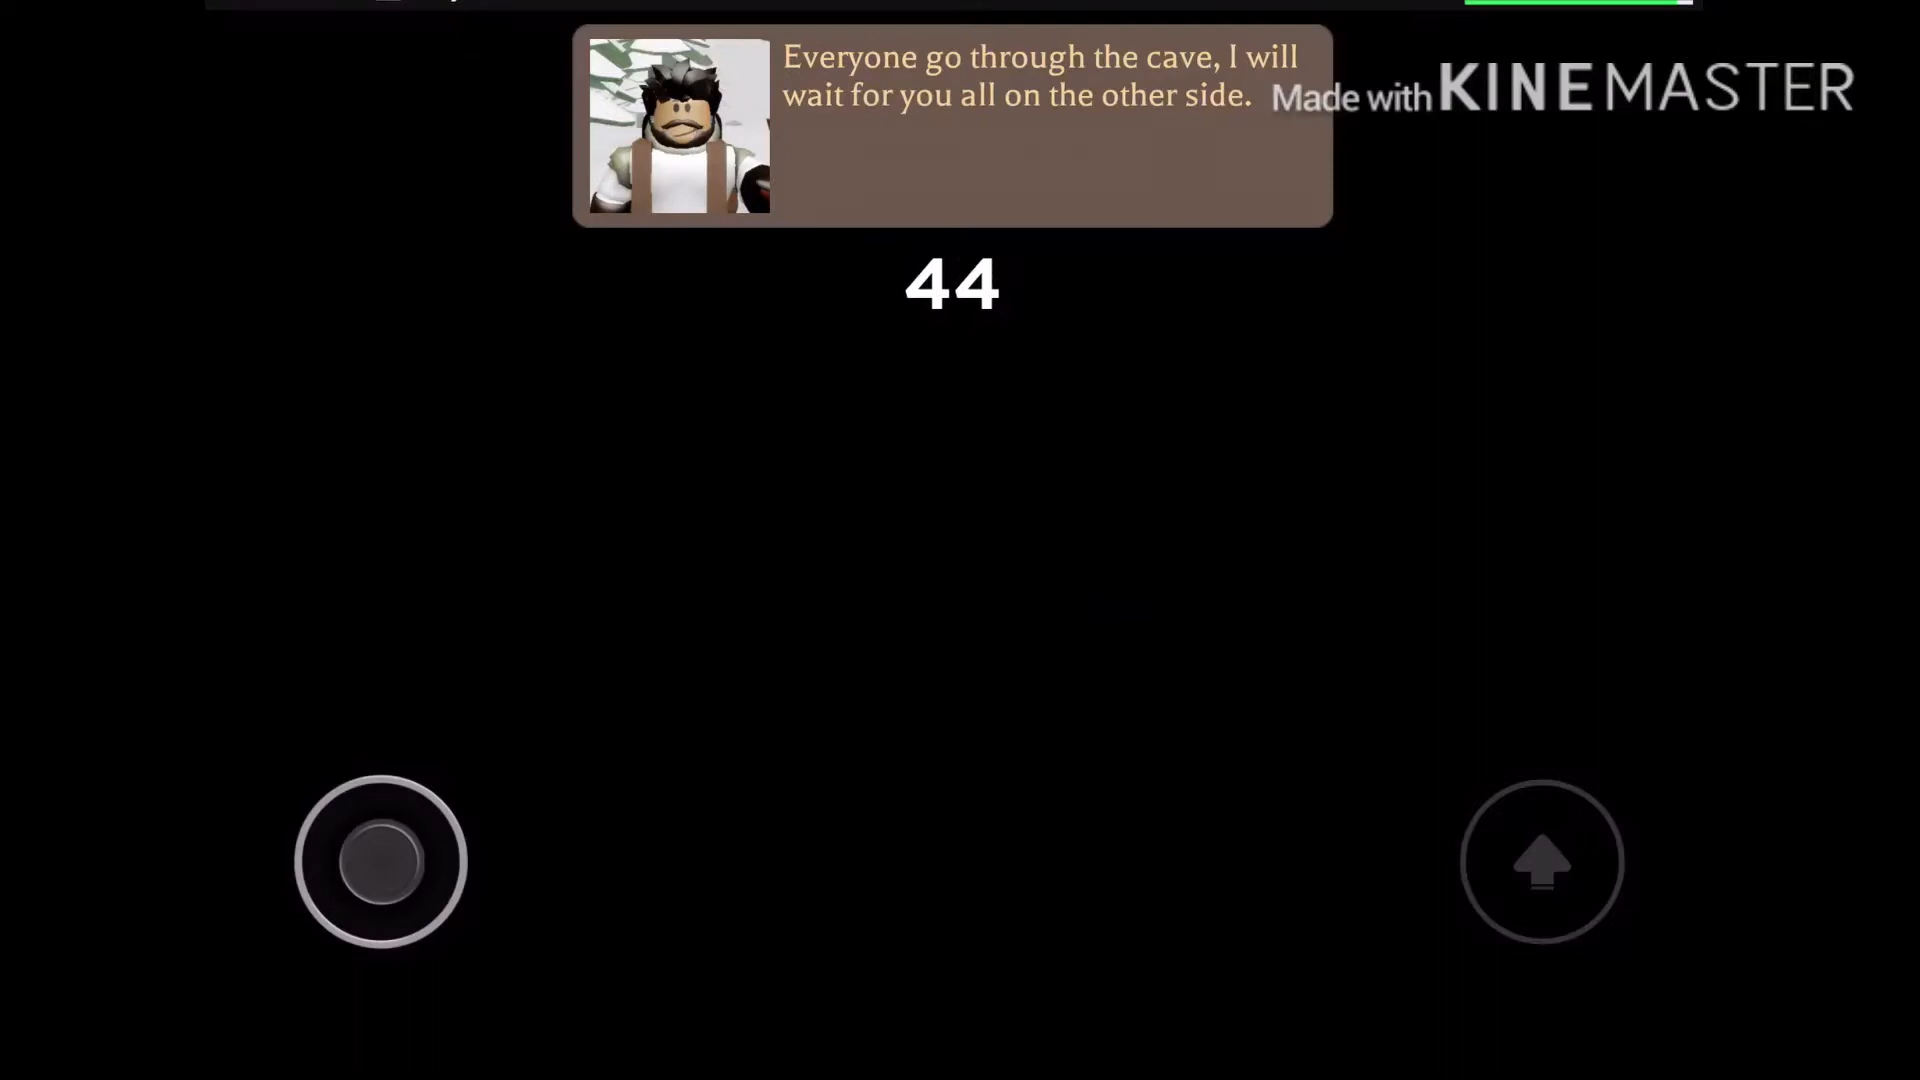 Everyone go through the cave, I will
wait for you all on the other side.
Made with KINEMASTER
44